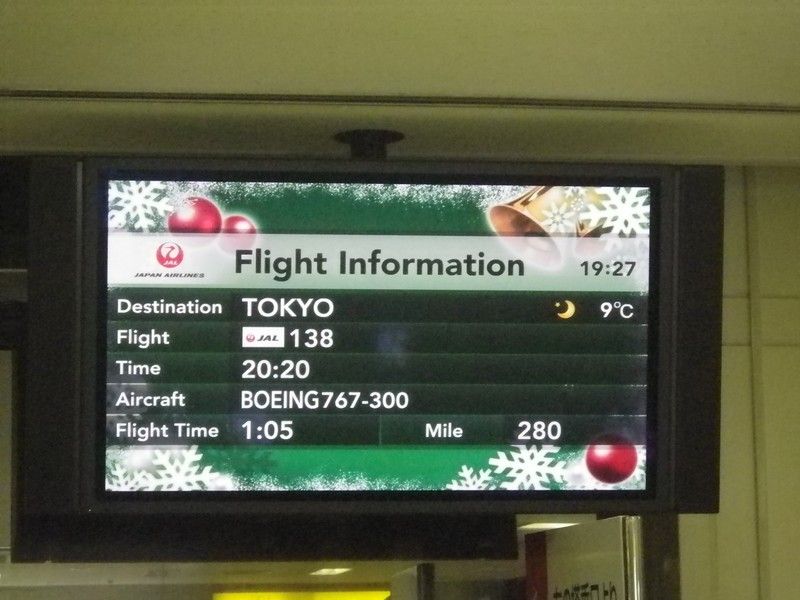 JAL
JAPAN AIRLINES
Flight Information 19:27
Destination TOKYO 9℃
Flight JAL 138
Time 20:20
Aircraft BOEING767-300
Flight Time 1:05 Mile 280